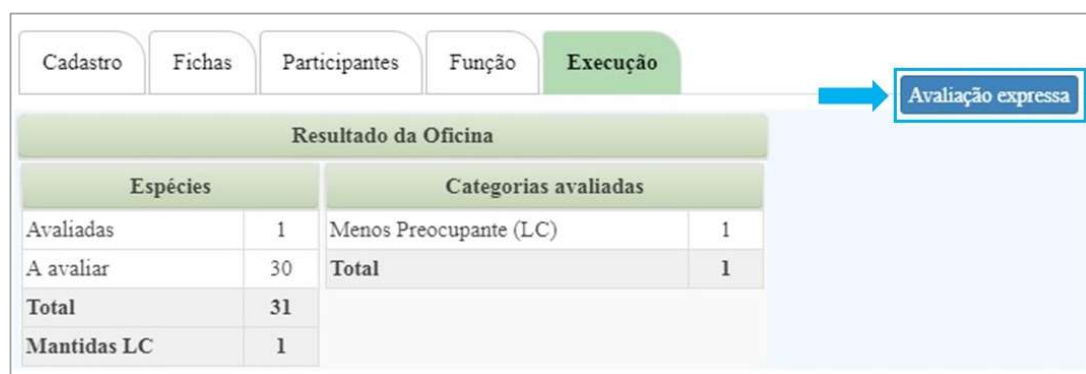 Cadastro Fichas Participantes Função Execução
Avaliação expressa
Resultado da Oficina
Espécies Categorias avaliadas
Avaliadas 1 Menos Preocupante (LC) 1
A avaliar 30 Total 1
Total 31
Mantidas LC 1